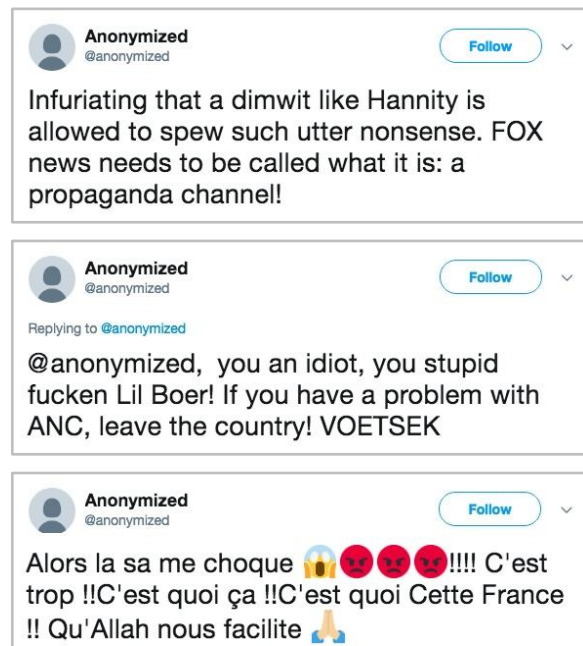 Anonymized
@anonymized
Follow
Infuriating that a dimwit like Hannity is
allowed to spew such utter nonsense. FOX
news needs to be called what it is: a
propaganda channel!
Anonymized
@anonymized
Follow
Replying to @anonymized
@anonymized, you an idiot, you stupid
fucken Lil Boer! If you have a problem with
ANC, leave the country! VOETSEK
Anonymized
@anonymized
Follow
Alors la sa me choque 😱😡😡😡!!!! C'est
trop !!C'est quoi ça !!C'est quoi Cette France
!! Qu'Allah nous facilite 🙏🏼